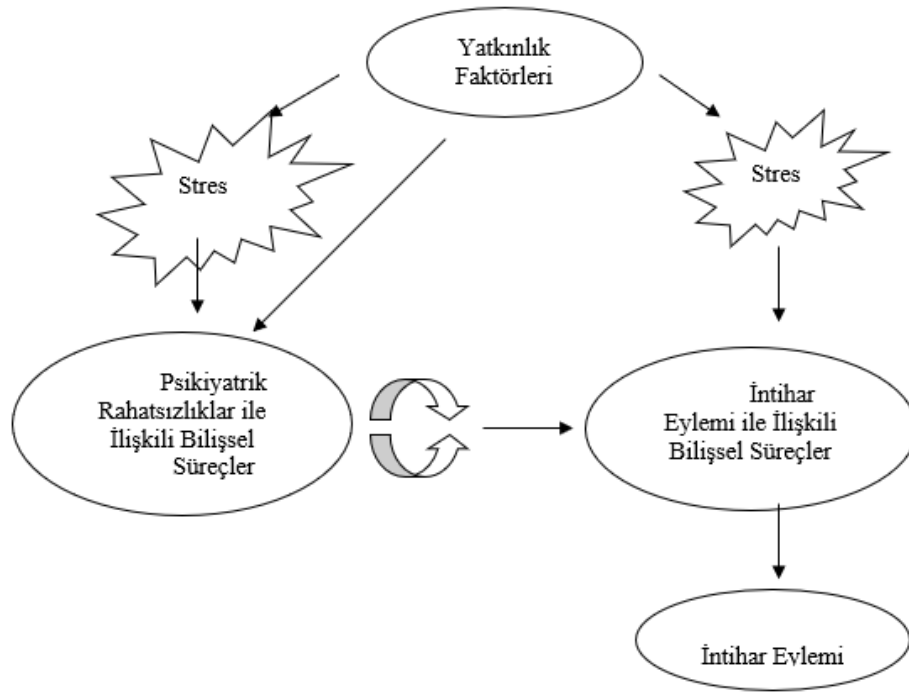 Yatkınlık
Faktörleri
Stres
Stres
Psikiyatrik
Rahatsızlıklar ile
İlişkili Bilişsel
Süreçler
İntihar
Eylemi ile İlişkili
Bilişsel Süreçler
İntihar Eylemi